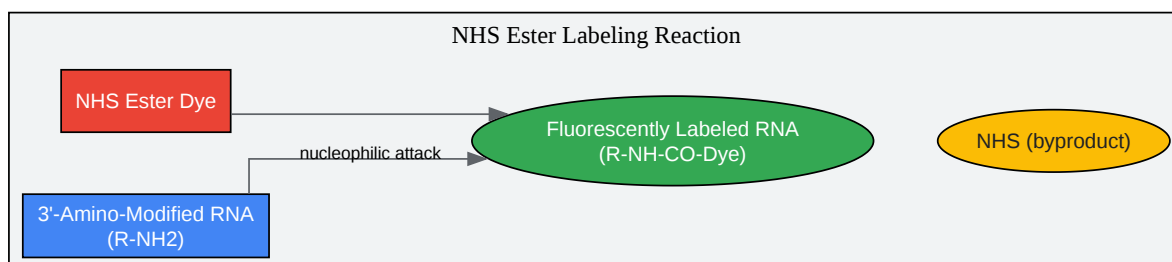 NHS Ester Labeling Reaction
NHS Ester Dye
Fluorescently Labeled RNA
(R-NH-CO-Dye)
NHS (byproduct)
nucleophilic attack
3'-Amino-Modified RNA
(R-NH2)